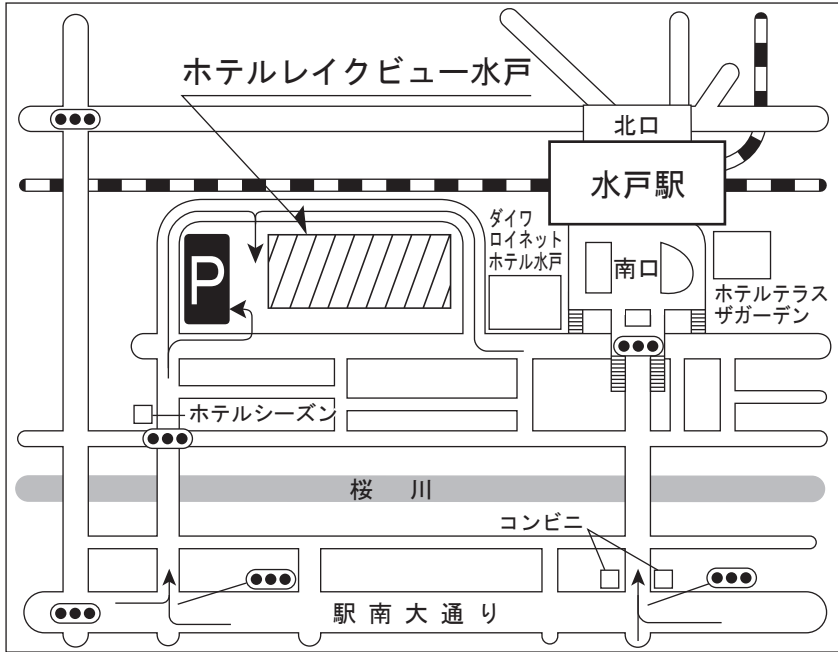 ホテルレイクビュー水戸
北口
水戸駅
ダイワ
ロイネット
ホテル水戸
南口
P
ホテルテラス
ザガーデン
ホテルシーズン
桜 川
コンビニ
駅南大通り